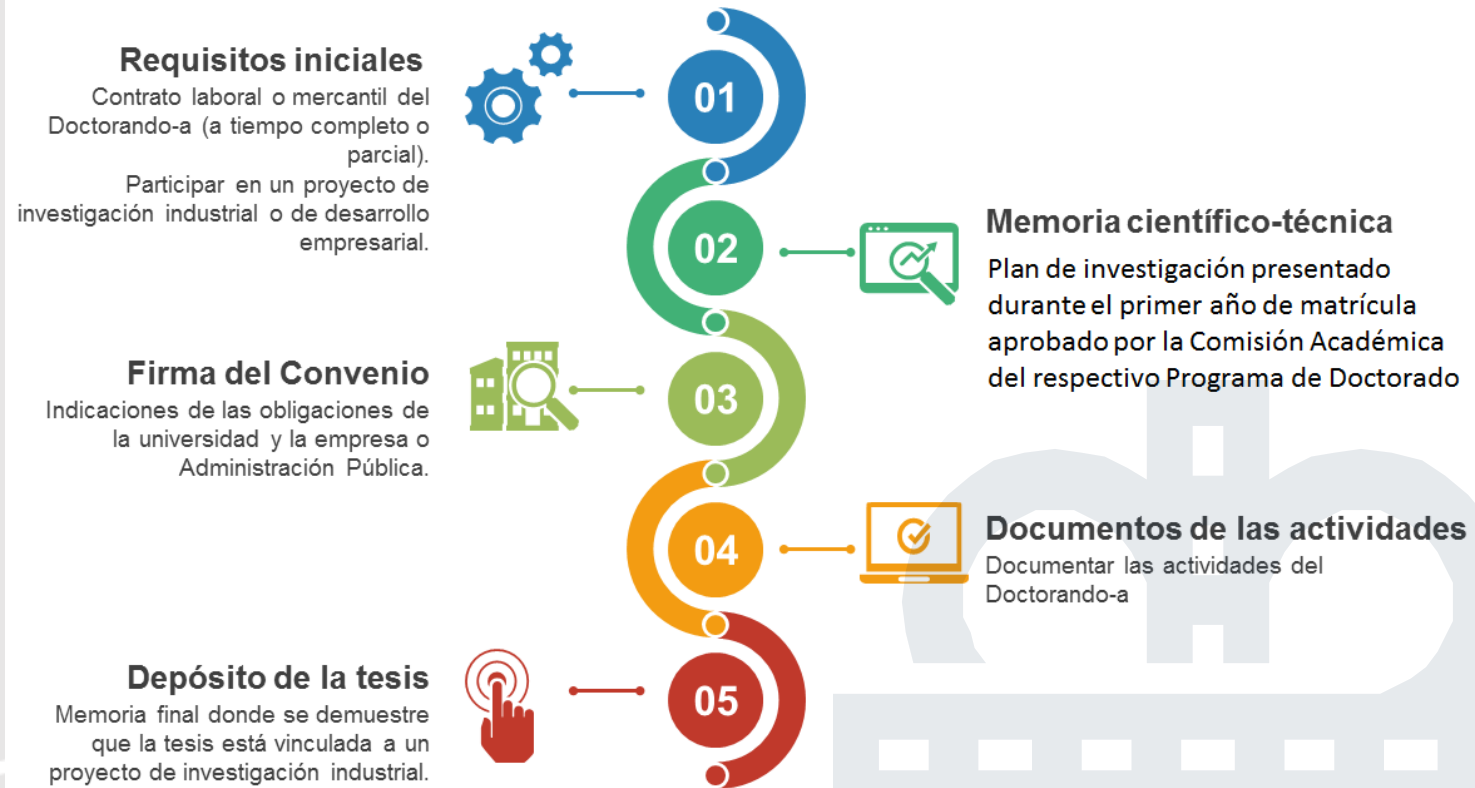 Requisitos iniciales
Contrato laboral o mercantil del
Doctorando-a (a tiempo completo o
parcial).
Participar en un proyecto de
investigación industrial o de desarrollo
empresarial.
01
02
Memoria científico-técnica
Plan de investigación presentado
durante el primer año de matrícula
aprobado por la Comisión Académica
del respectivo Programa de Doctorado
Firma del Convenio
Indicaciones de las obligaciones de
la universidad y la empresa o
Administración Pública.
03
04
Documentos de las actividades
Documentar las actividades del
Doctorando-a
Depósito de la tesis
Memoria final donde se demuestre
que la tesis está vinculada a un
proyecto de investigación industrial.
05